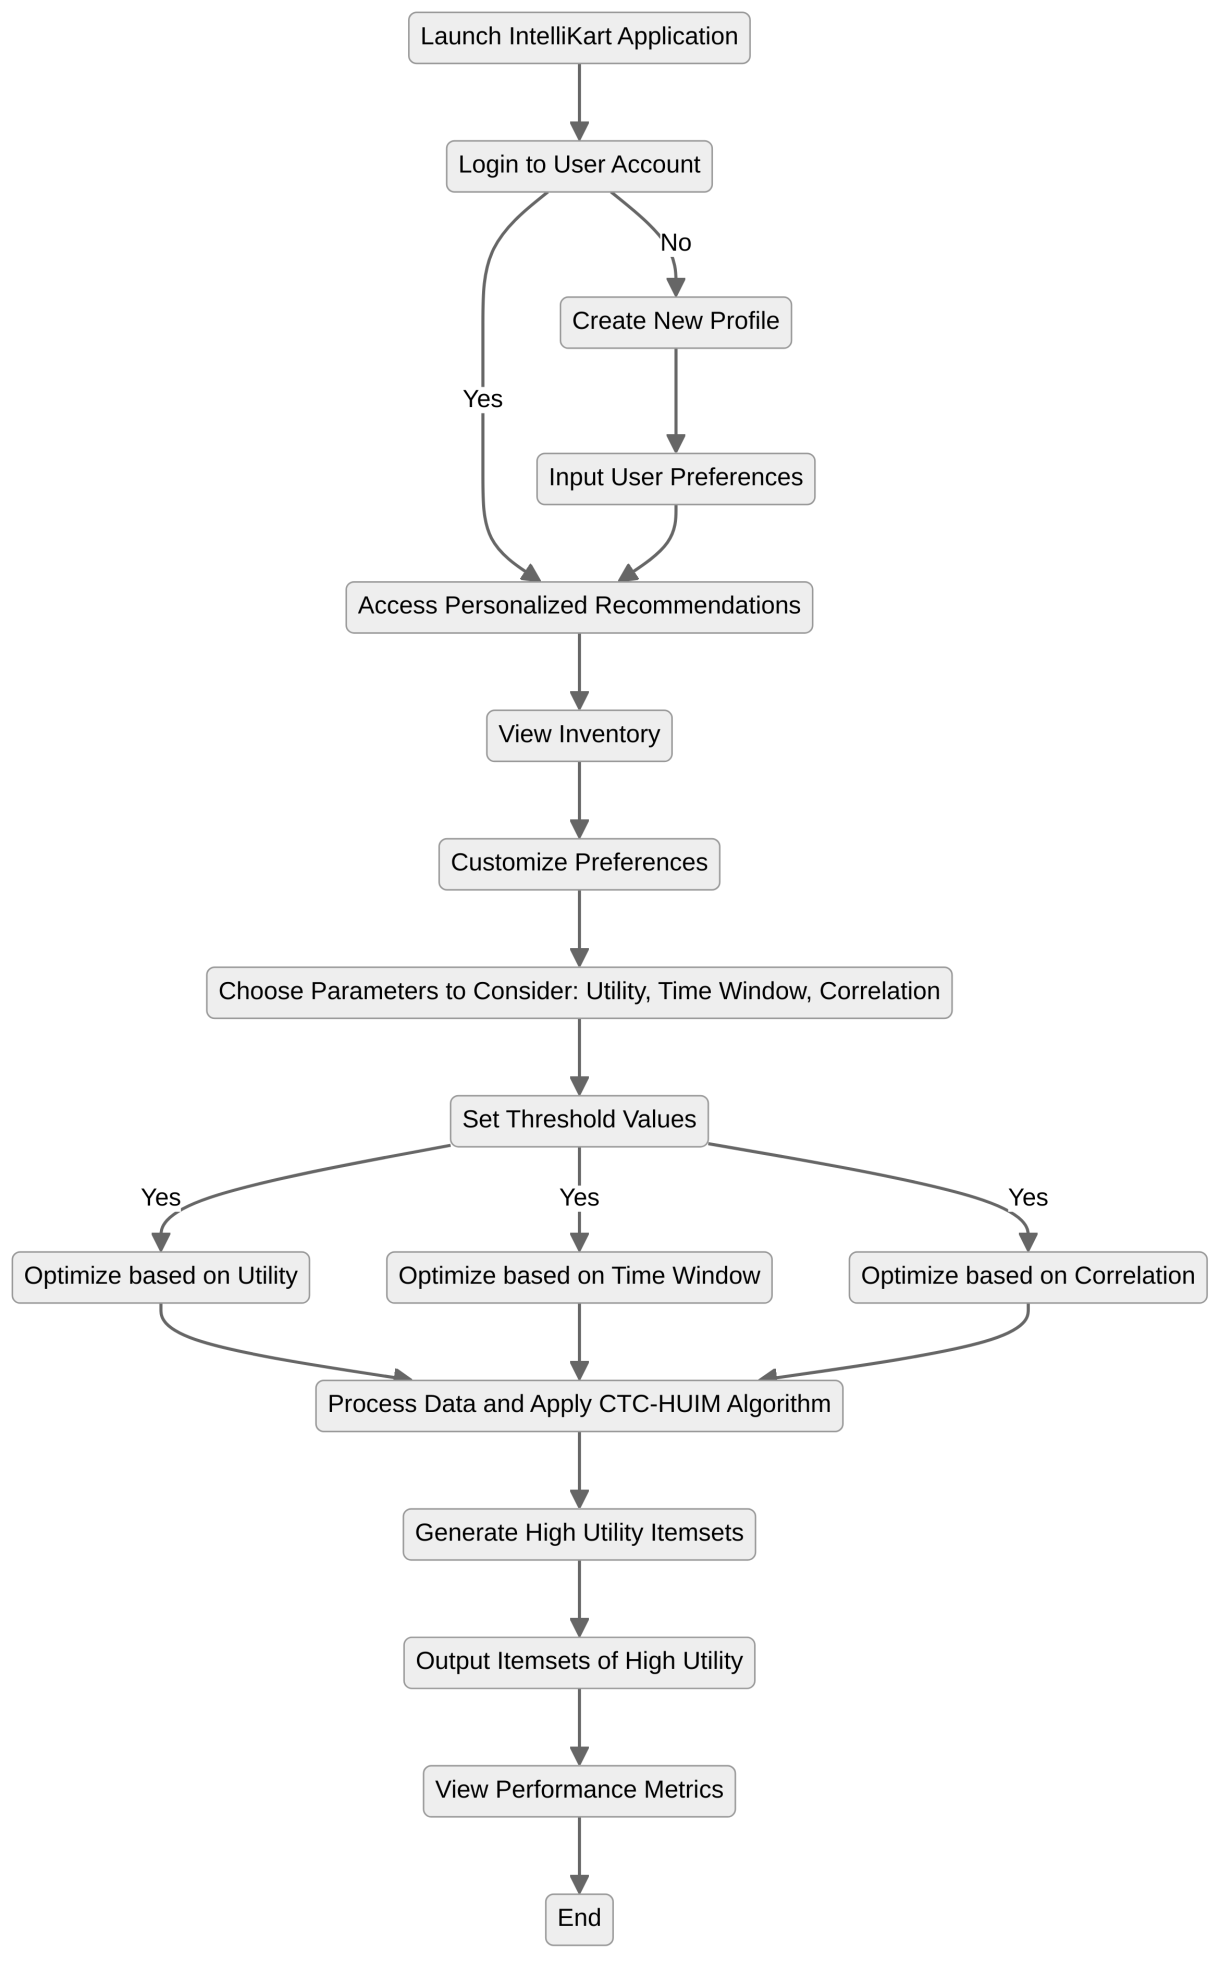 Launch IntelliKart Application
Login to User Account
No
Create New Profile
Yes
Input User Preferences
Access Personalized Recommendations
View Inventory
Customize Preferences
Choose Parameters to Consider: Utility, Time Window, Correlation
Set Threshold Values
Yes
Yes
Yes
Optimize based on Utility
Optimize based on Time Window
Optimize based on Correlation
Process Data and Apply CTC-HUIM Algorithm
Generate High Utility Itemsets
Output Itemsets of High Utility
View Performance Metrics
End